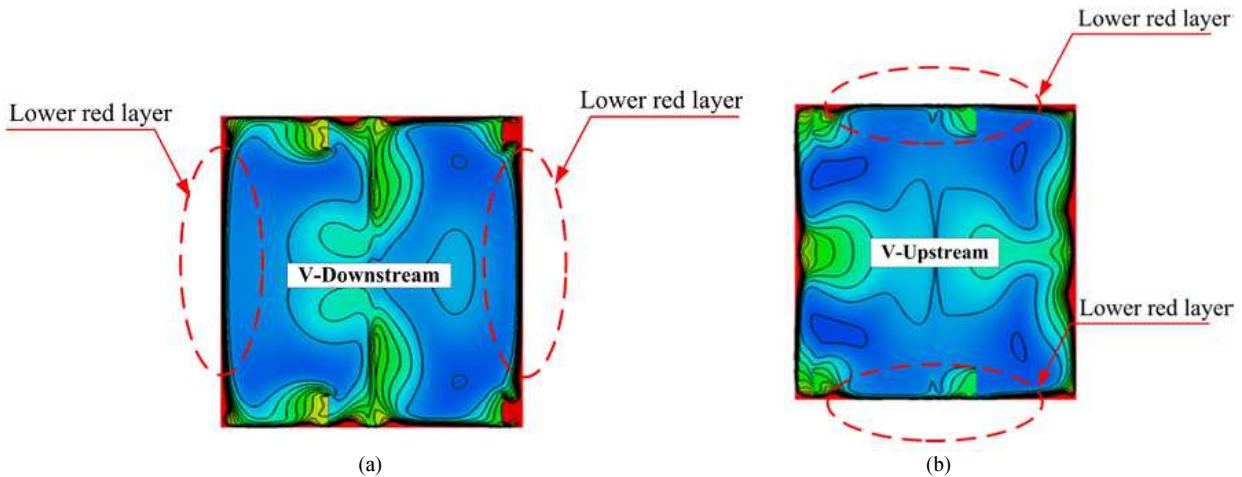 Lower red layer
Lower red layer
V-Downstream
(a)
Lower red layer
V-Upstream
Lower red layer
(b)